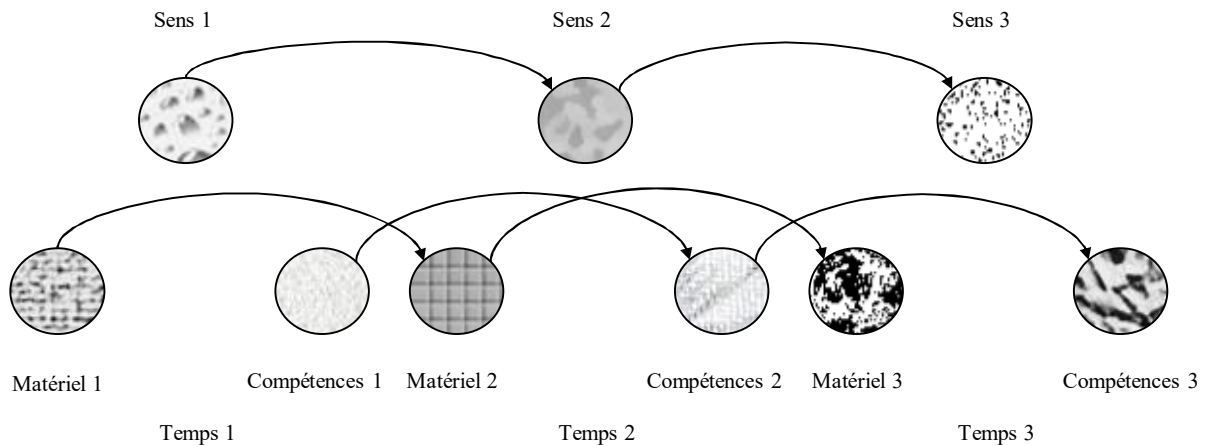 Sens 1 Sens 2 Sens 3
Matériel 1 Compétences 1 Matériel 2 Compétences 2 Matériel 3 Compétences 3
Temps 1 Temps 2 Temps 3